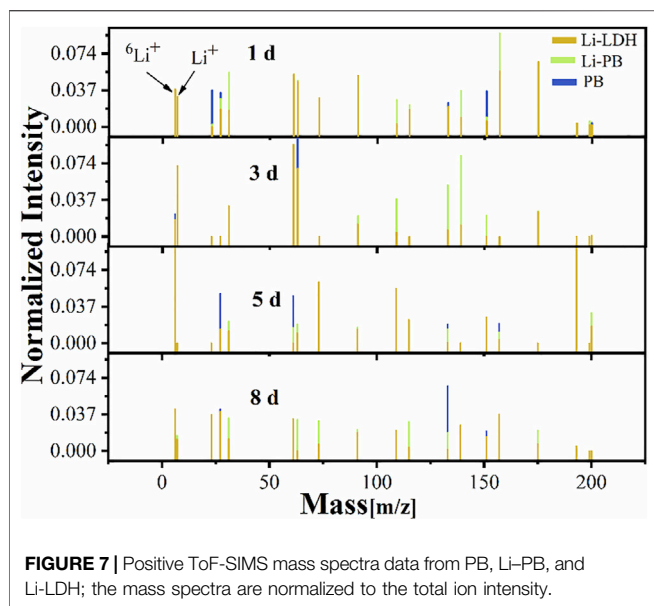 ⁶Li⁺
Li⁺
1 d
Li-LDH
Li-PB
PB
0.074
0.037
0.000
3 d
0.074
0.037
0.000
5 d
0.074
0.037
0.000
8 d
0.074
0.037
0.000
Normalized Intensity
0 50 100 150 200
Mass[m/z]
FIGURE 7 | Positive ToF-SIMS mass spectra data from PB, Li–PB, and
Li-LDH; the mass spectra are normalized to the total ion intensity.